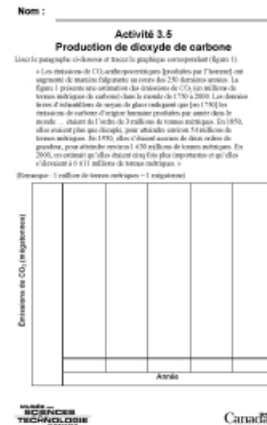 Nom :
Activité 3.5
Production de dioxyde de carbone
Lisez le paragraphe ci-dessous et tracez le graphique correspondant (figure 1).
« Les émissions de CO₂ anthropocentriques [produites par l'homme] ont
augmenté de manière fulgurante au cours des 250 dernières années. La
figure 1 présente une estimation des émissions de CO₂ (en millions de
tonnes métriques de carbone) dans le monde de 1750 à 2000. Les données
tirées d'échantillons de noyau de glace indiquent que [en 1750] les
émissions de carbone d'origine humaine produites par année dans le
monde ... étaient de l'ordre de 3 millions de tonnes métriques. En 1850,
elles avaient plus que décuplé, pour atteindre environ 54 millions de
tonnes métriques. En 1950, elles s'étaient accrues de deux ordres de
grandeur, pour atteindre environ 1 630 millions de tonnes métriques. En
2000, on estimait qu'elles étaient cinq fois plus importantes et qu'elles
s'élevaient à 6 611 millions de tonnes métriques. »
(Remarque : 1 million de tonnes métriques = 1 mégatonne)
Émissions de CO₂ (mégatonnes)
Année
MUSÉE
SCIENCES
TECHNOLOGIE
Canada